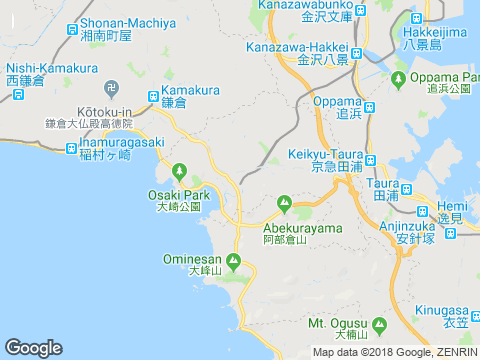 Kanazawabunko
金沢文庫
Shonan-Machiya
湘南町屋
Hakkeijima
八景島
Kanazawa-Hakkei
金沢八景
Nishi-Kamakura
西鎌倉
Oppama Par
追浜公園
Kamakura
鎌倉
Oppama
追浜
Kōtoku-in
鎌倉大仏殿高徳院
Inamuragasaki
稲村ヶ崎
Keikyu-Taura
京急田浦
Taura
田浦
Osaki Park
大崎公園
Hemi
逸見
Abekurayama
阿部倉山
Anjinzuka
安針塚
Ominesan
大峰山
Kinugasa
衣笠
Mt. Ogusu
大楠山
Google
Map data ©2018 Google, ZENRIN